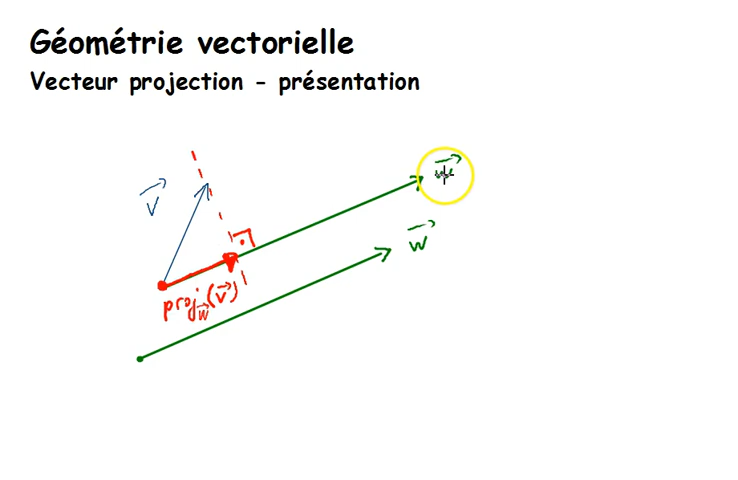 Géométrie vectorielle
Vecteur projection - présentation
v⃗
w⃗
w⃗
proj_w⃗(v⃗)